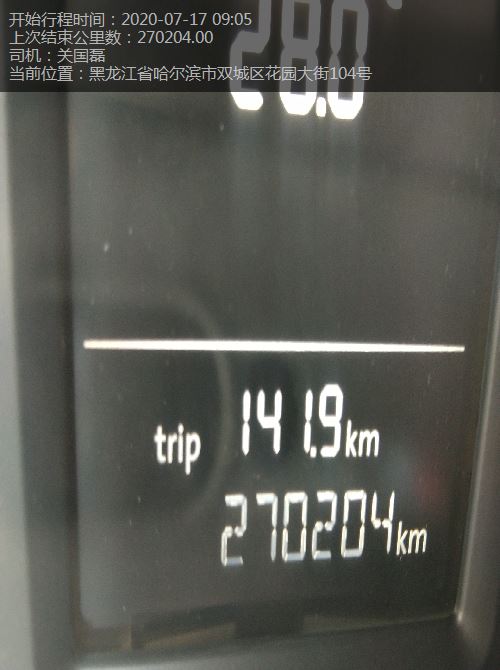 开始行程时间：2020-07-17 09:05
上次结束公里数：270204.00
司机：关国磊
当前位置：黑龙江省哈尔滨市双城区花园大街104号
28.0°
trip 141.9km
270204km